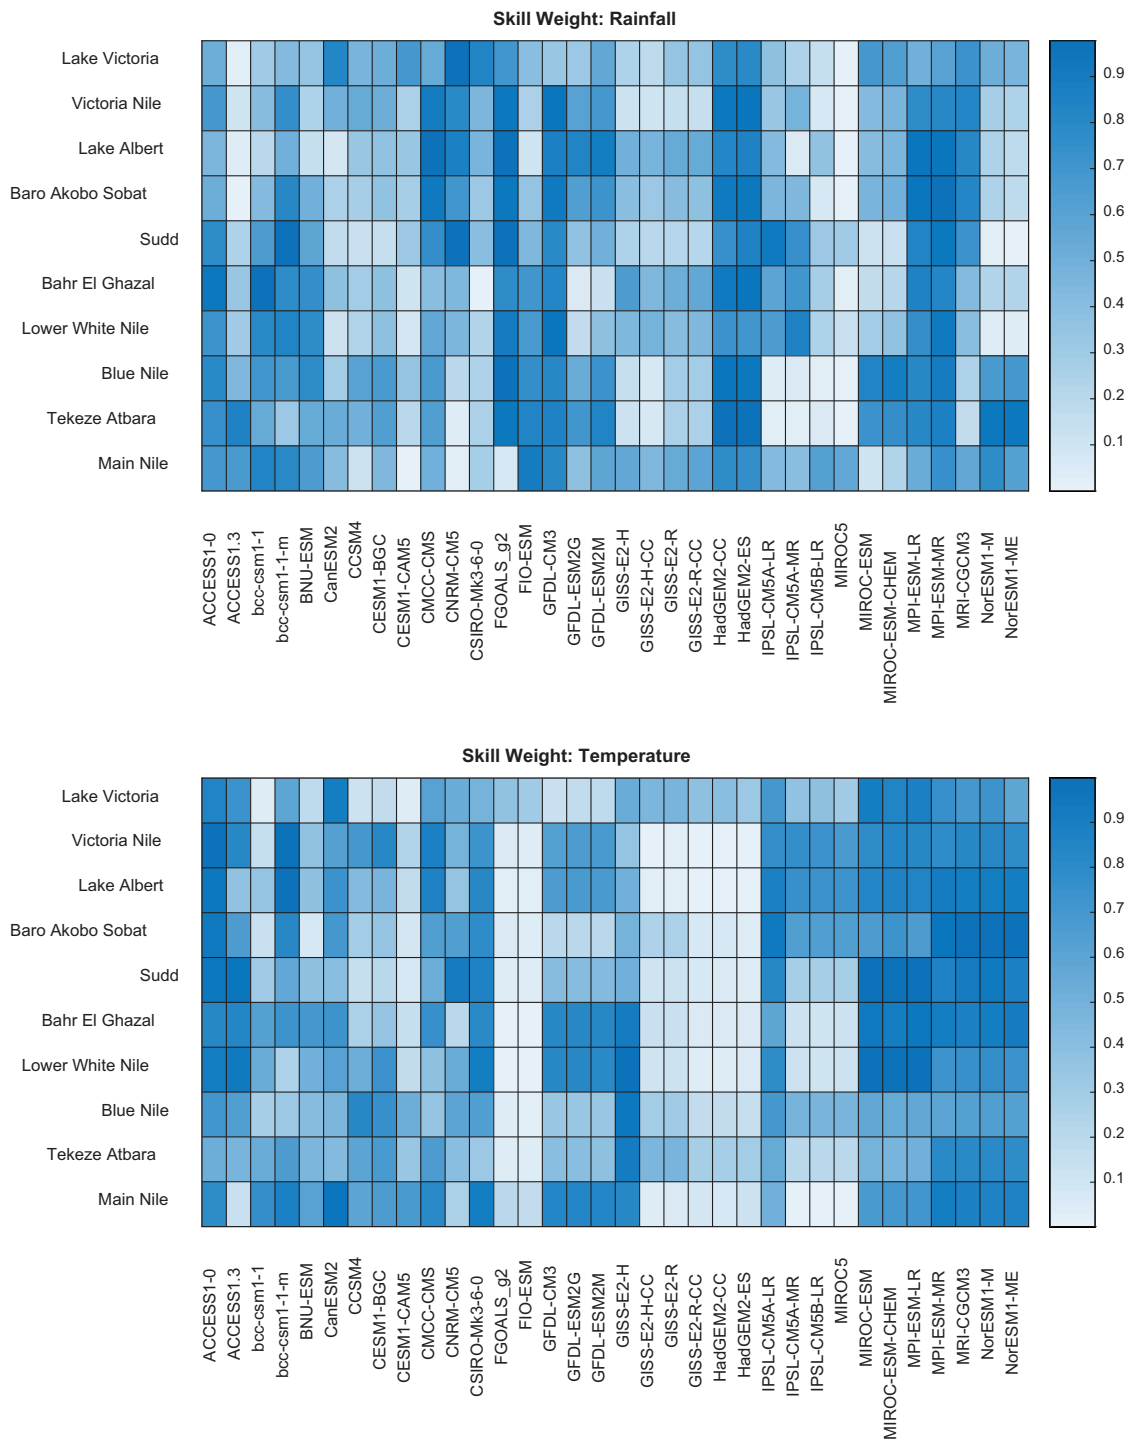 Skill Weight: Rainfall
Lake Victoria
Victoria Nile
Lake Albert
Baro Akobo Sobat
Sudd
Bahr El Ghazal
Lower White Nile
Blue Nile
Tekeze Atbara
Main Nile
0.9
0.8
0.7
0.6
0.5
0.4
0.3
0.2
0.1
ACCESS1-0
ACCESS1.3
bcc-csm1-1
bcc-csm1-1-m
BNU-ESM
CanESM2
CCSM4
CESM1-BGC
CESM1-CAM5
CMCC-CMS
CNRM-CM5
CSIRO-Mk3-6-0
FGOALS_g2
FIO-ESM
GFDL-CM3
GFDL-ESM2G
GFDL-ESM2M
GISS-E2-H
GISS-E2-H-CC
GISS-E2-R
GISS-E2-R-CC
HadGEM2-CC
HadGEM2-ES
IPSL-CM5A-LR
IPSL-CM5A-MR
IPSL-CM5B-LR
MIROC5
MIROC-ESM
MIROC-ESM-CHEM
MPI-ESM-LR
MPI-ESM-MR
MRI-CGCM3
NorESM1-M
NorESM1-ME
Skill Weight: Temperature
Lake Victoria
Victoria Nile
Lake Albert
Baro Akobo Sobat
Sudd
Bahr El Ghazal
Lower White Nile
Blue Nile
Tekeze Atbara
Main Nile
0.9
0.8
0.7
0.6
0.5
0.4
0.3
0.2
0.1
ACCESS1-0
ACCESS1.3
bcc-csm1-1
bcc-csm1-1-m
BNU-ESM
CanESM2
CCSM4
CESM1-BGC
CESM1-CAM5
CMCC-CMS
CNRM-CM5
CSIRO-Mk3-6-0
FGOALS_g2
FIO-ESM
GFDL-CM3
GFDL-ESM2G
GFDL-ESM2M
GISS-E2-H
GISS-E2-H-CC
GISS-E2-R
GISS-E2-R-CC
HadGEM2-CC
HadGEM2-ES
IPSL-CM5A-LR
IPSL-CM5A-MR
IPSL-CM5B-LR
MIROC5
MIROC-ESM
MIROC-ESM-CHEM
MPI-ESM-LR
MPI-ESM-MR
MRI-CGCM3
NorESM1-M
NorESM1-ME